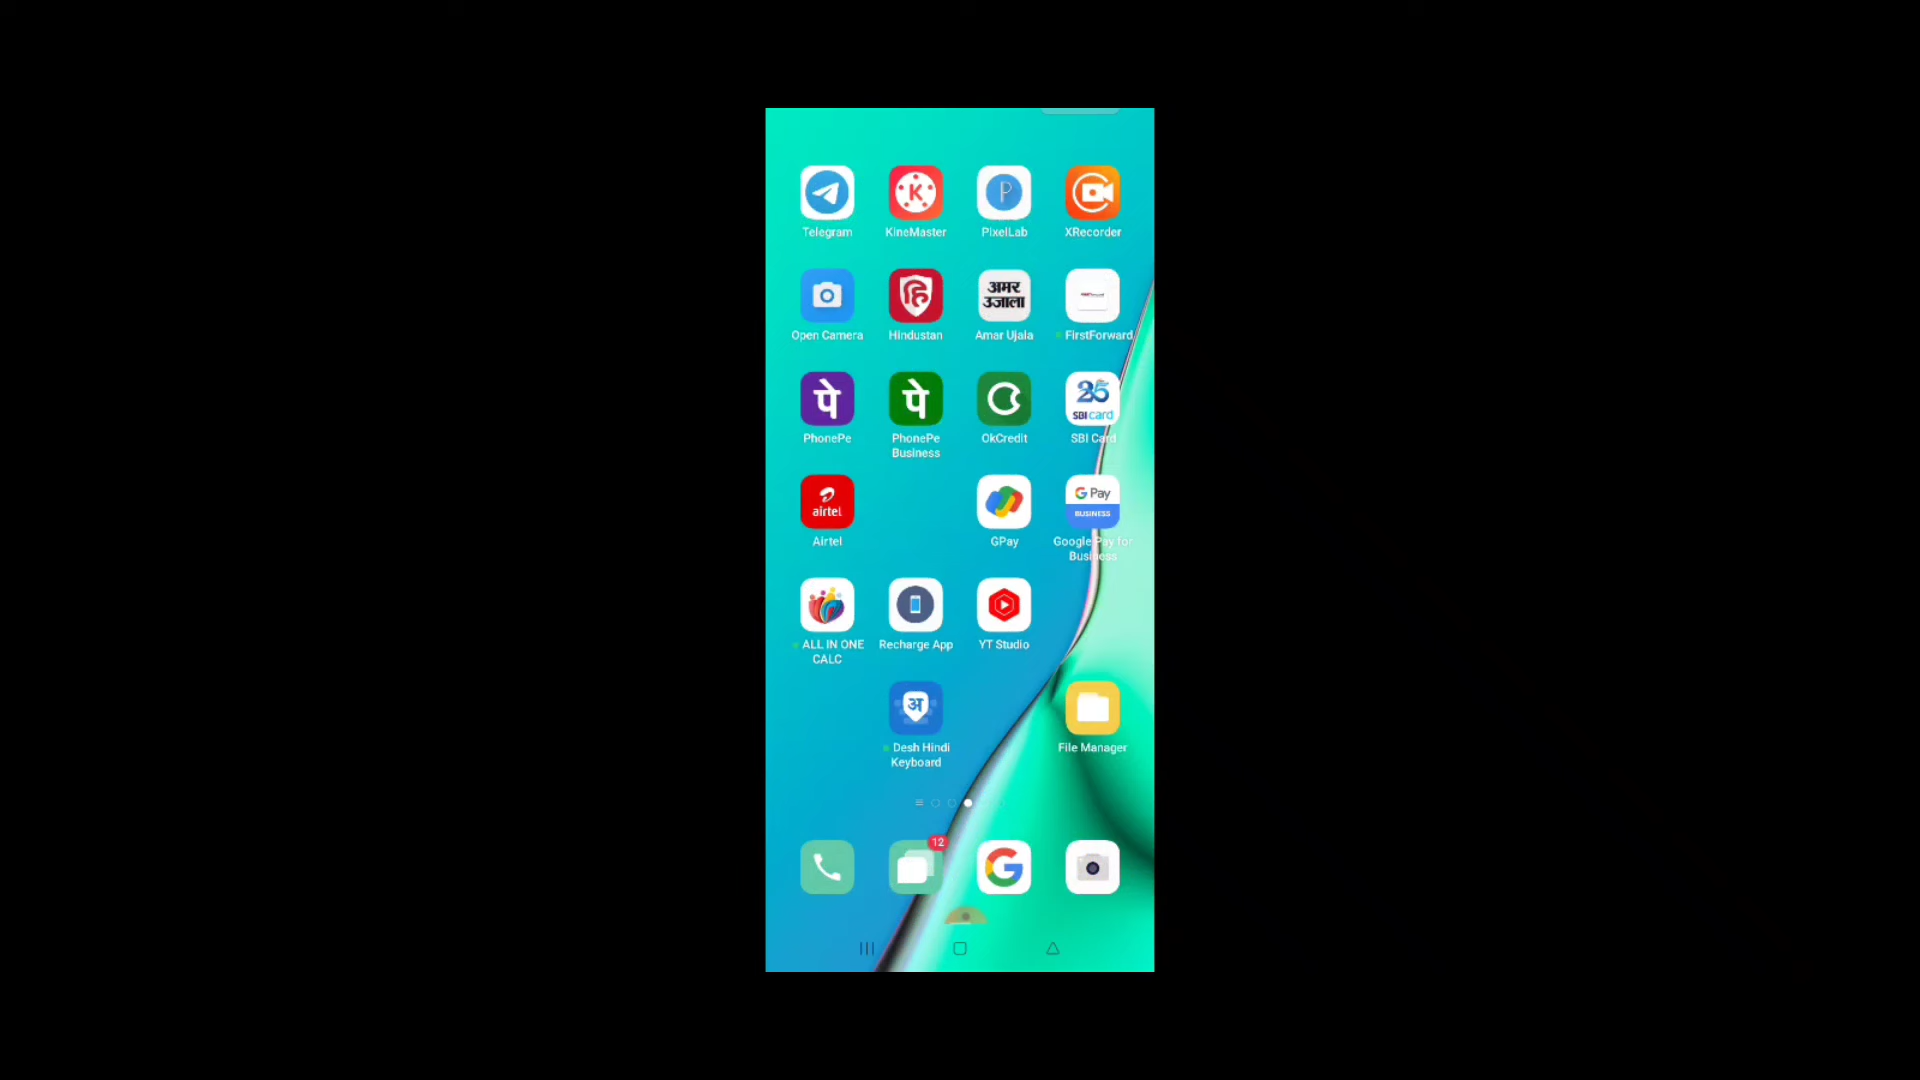 Telegram
KineMaster
PixelLab
XRecorder
अमर
उजाला
Open Camera
Hindustan
Amar Ujala
FirstForward
पे
पे
25
SBI card
PhonePe
PhonePe
Business
OkCredit
SBI Card
airtel
G Pay
BUSINESS
Airtel
GPay
Google Pay for
Business
ALL IN ONE
CALC
Recharge App
YT Studio
अ
Desh Hindi
Keyboard
File Manager
12